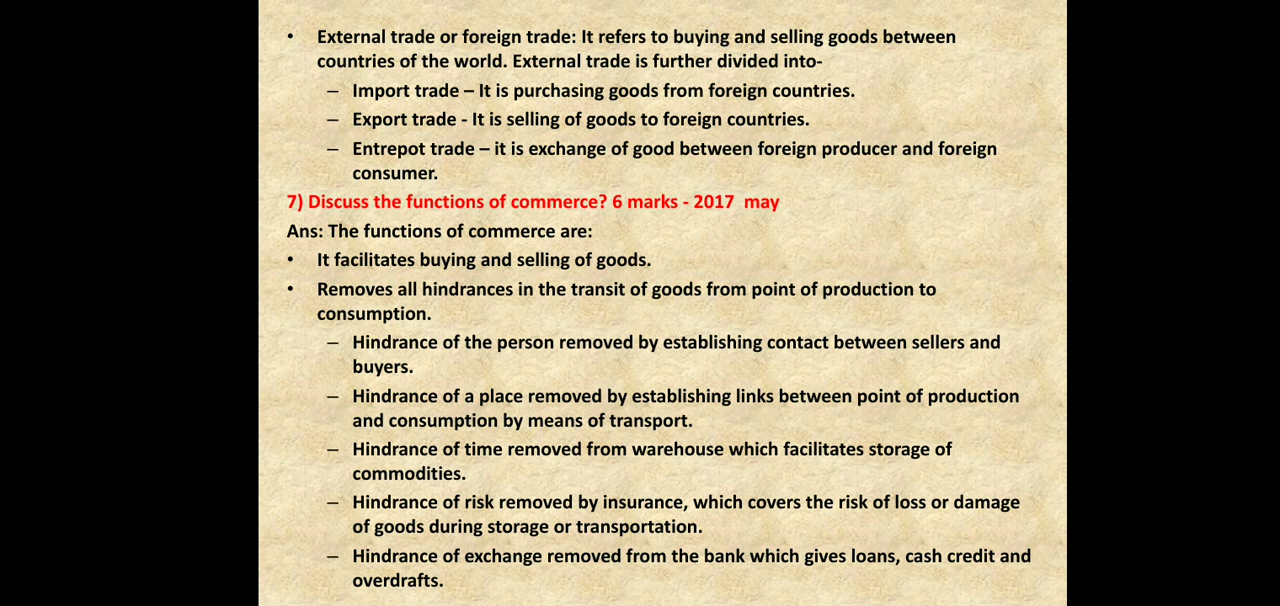 • External trade or foreign trade: It refers to buying and selling goods between
countries of the world. External trade is further divided into-
– Import trade – It is purchasing goods from foreign countries.
– Export trade - It is selling of goods to foreign countries.
– Entrepot trade – it is exchange of good between foreign producer and foreign
consumer.
7) Discuss the functions of commerce? 6 marks - 2017 may
Ans: The functions of commerce are:
• It facilitates buying and selling of goods.
• Removes all hindrances in the transit of goods from point of production to
consumption.
– Hindrance of the person removed by establishing contact between sellers and
buyers.
– Hindrance of a place removed by establishing links between point of production
and consumption by means of transport.
– Hindrance of time removed from warehouse which facilitates storage of
commodities.
– Hindrance of risk removed by insurance, which covers the risk of loss or damage
of goods during storage or transportation.
– Hindrance of exchange removed from the bank which gives loans, cash credit and
overdrafts.